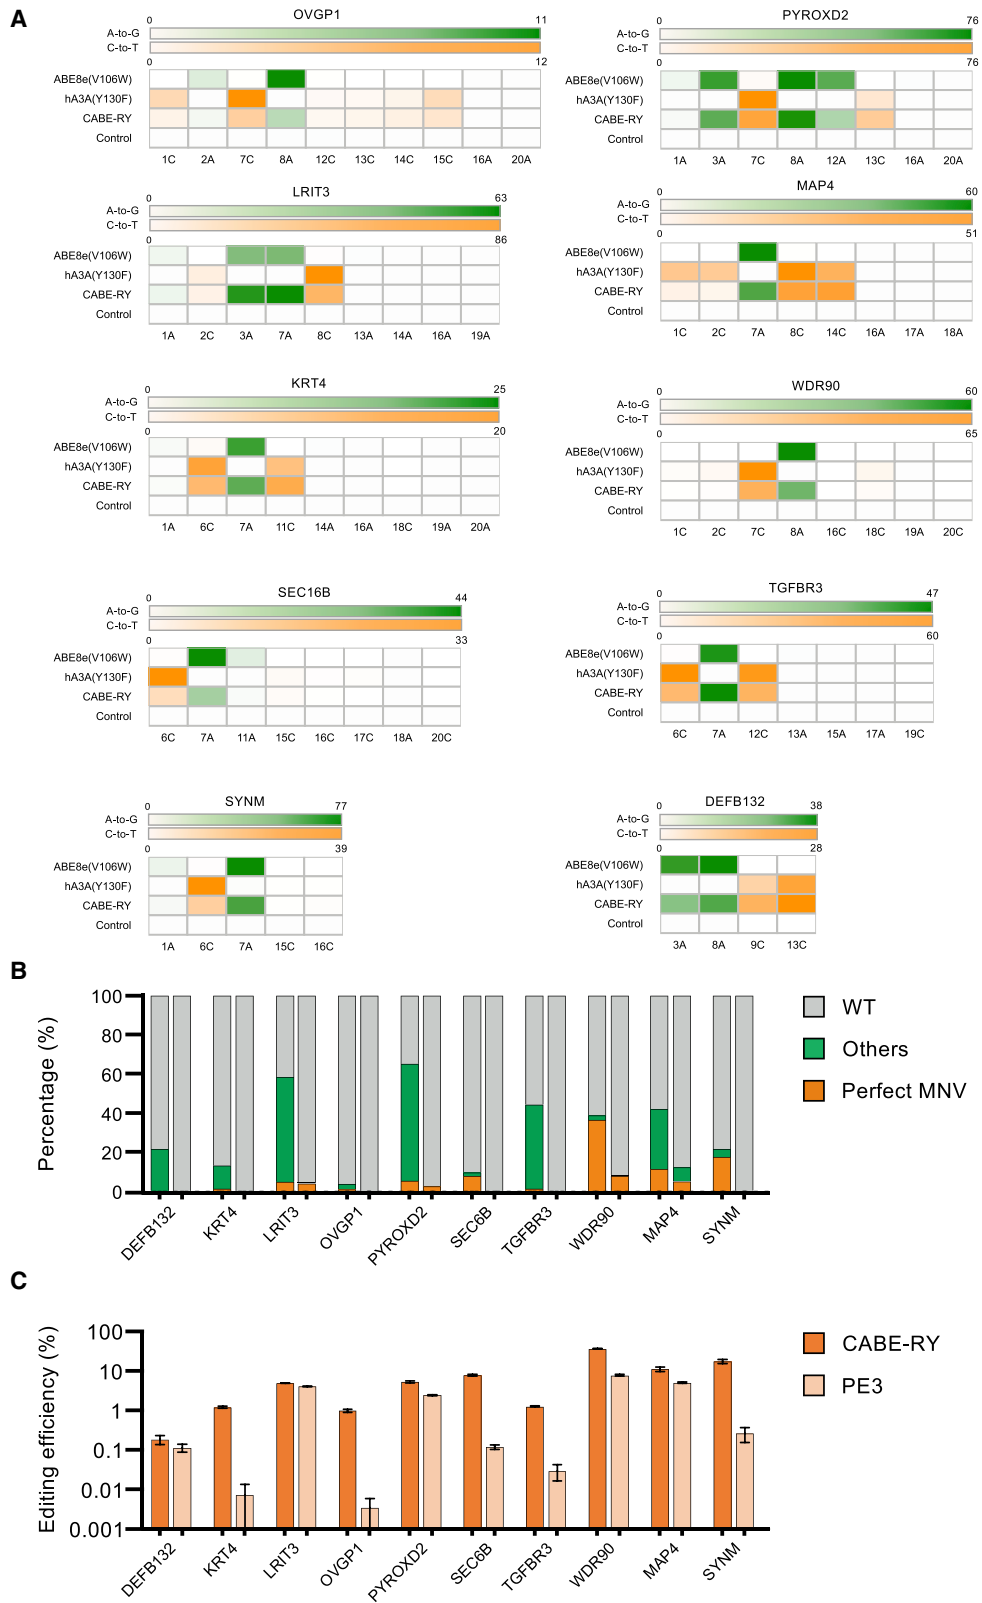 A
OVGP1
0 11
A-to-G
C-to-T
0 12
ABE8e(V106W)
hA3A(Y130F)
CABE-RY
Control
1C 2A 7C 8A 12C 13C 14C 15C 16A 20A
PYROXD2
0 76
A-to-G
C-to-T
0 76
ABE8e(V106W)
hA3A(Y130F)
CABE-RY
Control
1A 3A 7C 8A 12A 13C 16A 20A
LRIT3
0 63
A-to-G
C-to-T
0 86
ABE8e(V106W)
hA3A(Y130F)
CABE-RY
Control
1A 2C 3A 7A 8C 13A 14A 16A 19A
MAP4
0 60
A-to-G
C-to-T
0 51
ABE8e(V106W)
hA3A(Y130F)
CABE-RY
Control
1C 2C 7A 8C 14C 16A 17A 18A
KRT4
0 25
A-to-G
C-to-T
0 20
ABE8e(V106W)
hA3A(Y130F)
CABE-RY
Control
1A 6C 7A 11C 14A 16A 18C 19A 20A
WDR90
0 60
A-to-G
C-to-T
0 65
ABE8e(V106W)
hA3A(Y130F)
CABE-RY
Control
1C 2C 7C 8A 16C 18C 19A 20C
SEC16B
0 44
A-to-G
C-to-T
0 33
ABE8e(V106W)
hA3A(Y130F)
CABE-RY
Control
6C 7A 11A 15C 16C 17C 18A 20C
TGFBR3
0 47
A-to-G
C-to-T
0 60
ABE8e(V106W)
hA3A(Y130F)
CABE-RY
Control
6C 7A 12C 13A 15A 17A 19C
SYNM
0 77
A-to-G
C-to-T
0 39
ABE8e(V106W)
hA3A(Y130F)
CABE-RY
Control
1A 6C 7A 15C 16C
DEFB132
0 38
A-to-G
C-to-T
0 28
ABE8e(V106W)
hA3A(Y130F)
CABE-RY
Control
3A 8A 9C 13C
B
Percentage (%)
100
80
60
40
20
0
DEFB132 KRT4 LRIT3 OVGP1 PYROXD2 SEC6B TGFBR3 WDR90 MAP4 SYNM
WT
Others
Perfect MNV
C
Editing efficiency (%)
100
10
1
0.1
0.01
0.001
DEFB132 KRT4 LRIT3 OVGP1 PYROXD2 SEC6B TGFBR3 WDR90 MAP4 SYNM
CABE-RY
PE3